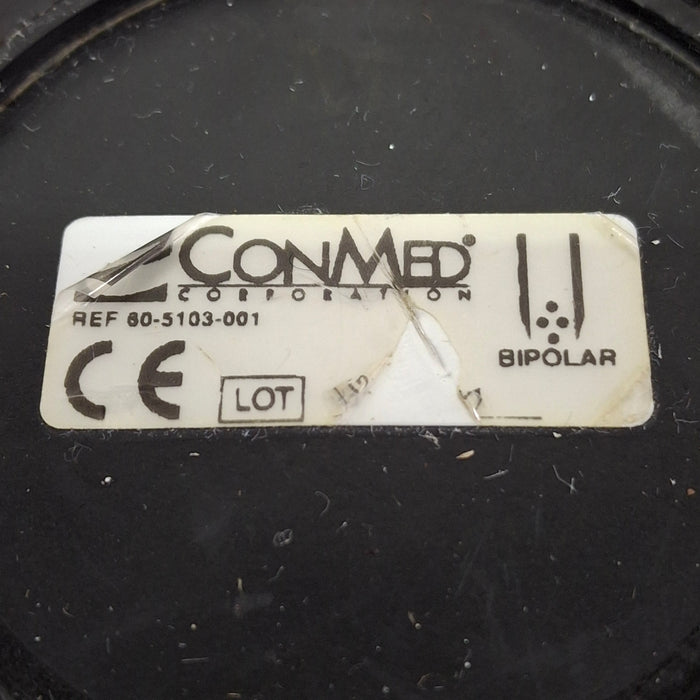 CONMED®
CORPORATION
REF 60-5103-001
CE
LOT
BIPOLAR